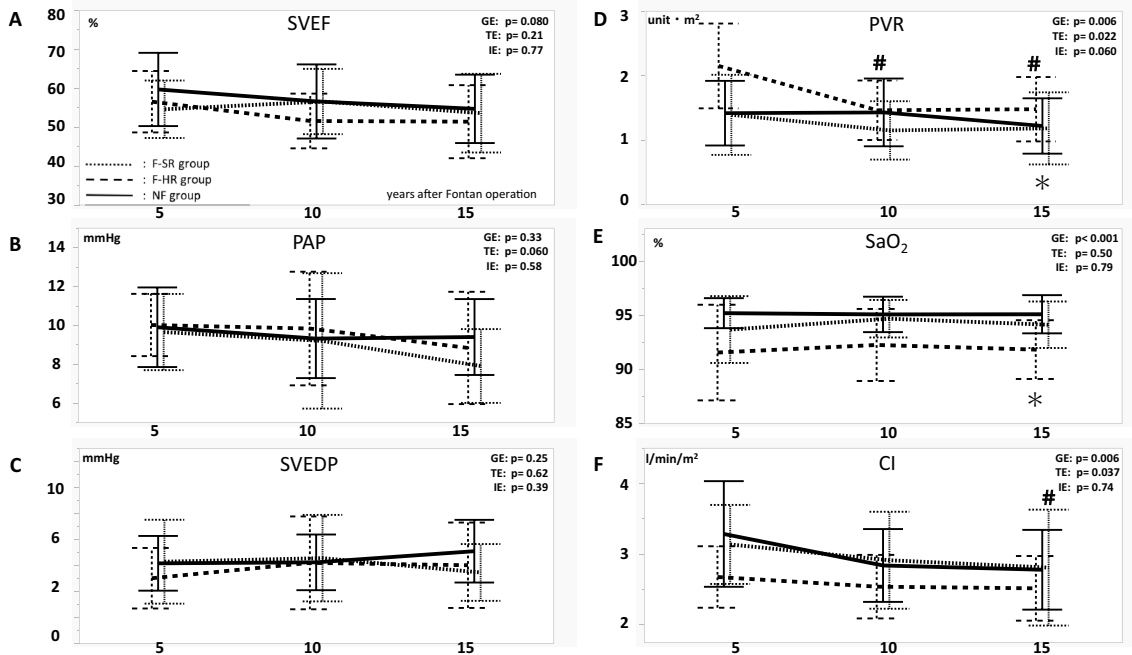 A
%
SVEF
GE: p= 0.080
TE: p= 0.21
IE: p= 0.77
80
70
60
50
40
30
: F-SR group
: F-HR group
: NF group
years after Fontan operation
5 10 15
B
mmHg
PAP
GE: p= 0.33
TE: p= 0.060
IE: p= 0.58
14
12
10
8
6
5 10 15
C
mmHg
SVEDP
GE: p= 0.25
TE: p= 0.62
IE: p= 0.39
10
8
6
4
2
0
5 10 15
D
unit・m²
PVR
GE: p= 0.006
TE: p= 0.022
IE: p= 0.060
3
2
1
0
# #
*
5 10 15
E
%
SaO₂
GE: p< 0.001
TE: p= 0.50
IE: p= 0.79
100
95
90
85
*
5 10 15
F
l/min/m²
CI
GE: p= 0.006
TE: p= 0.037
IE: p= 0.74
4
3
2
#
5 10 15